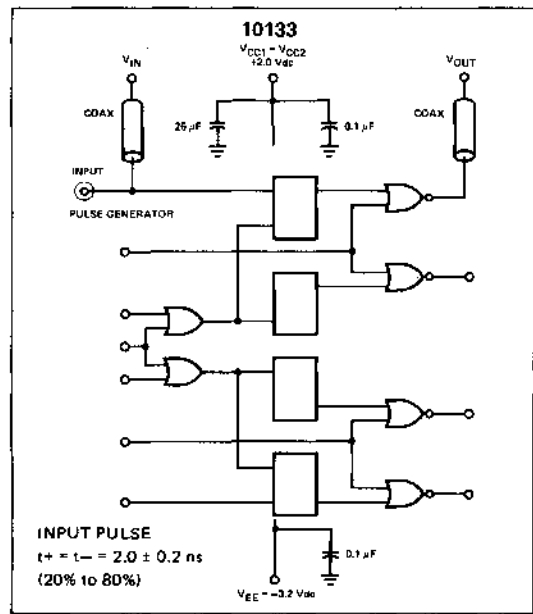 10133
VCC1 = VCC2
+2.0 Vdc
VIN
VOUT
COAX
25 µF
0.1 µF
COAX
INPUT
PULSE GENERATOR
INPUT PULSE
t+ = t– = 2.0 ± 0.2 ns
(20% to 80%)
0.1 µF
VEE = –3.2 Vdc